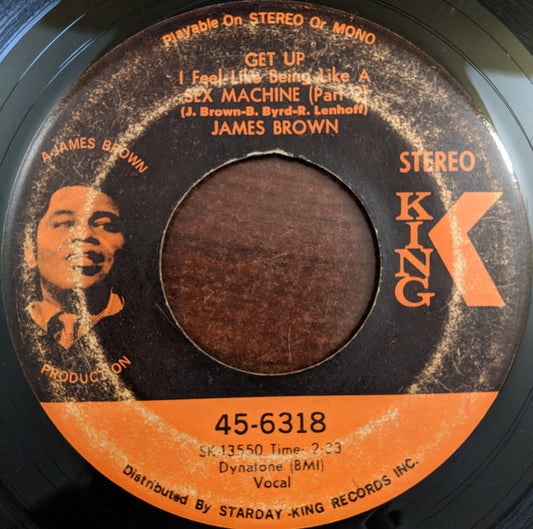 Playable On STEREO Or MONO
GET UP
I Feel Like Being Like A
SEX MACHINE (Part 2)
(J. Brown-B. Byrd-R. Lenhoff)
JAMES BROWN
A JAMES BROWN
PRODUCTION
STEREO
KING
K
45-6318
SK-13550 Time: 2:33
Dynatone (BMI)
Vocal
Distributed By STARDAY-KING RECORDS INC.